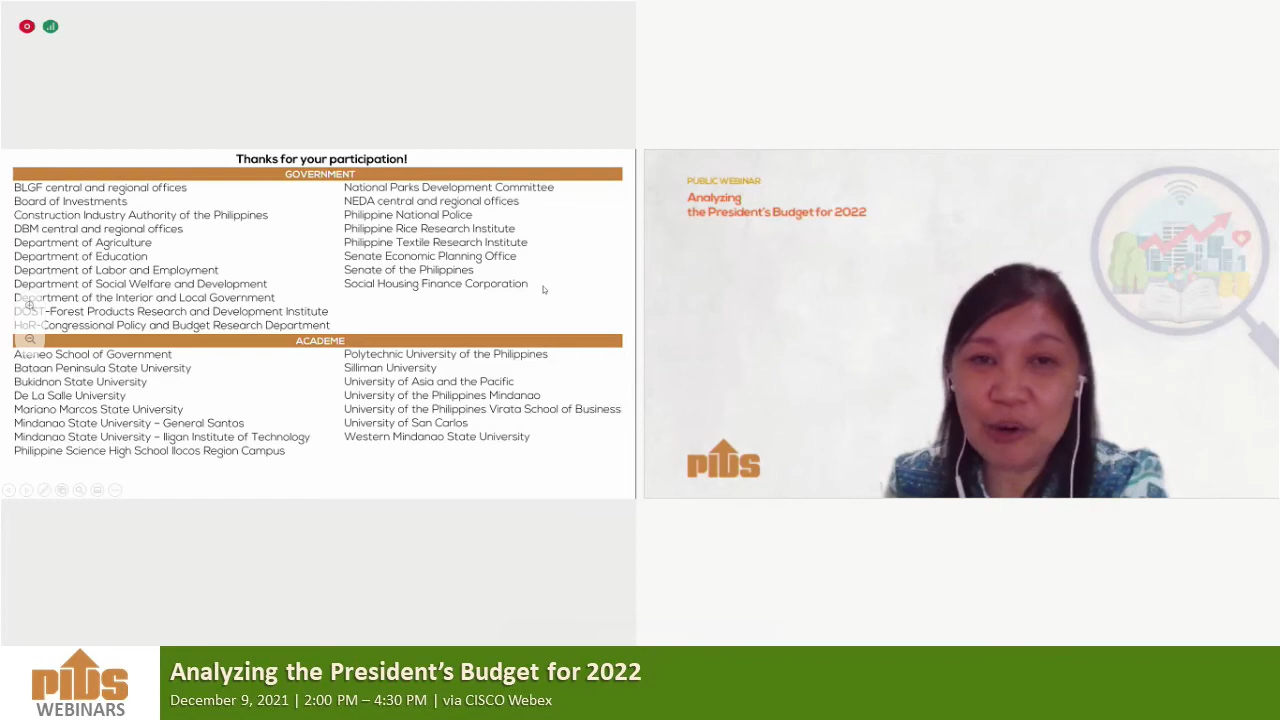 Thanks for your participation!
GOVERNMENT
BLGF central and regional offices
Board of Investments
Construction Industry Authority of the Philippines
DBM central and regional offices
Department of Agriculture
Department of Education
Department of Labor and Employment
Department of Social Welfare and Development
Department of the Interior and Local Government
DOST-Forest Products Research and Development Institute
HoR-Congressional Policy and Budget Research Department
National Parks Development Committee
NEDA central and regional offices
Philippine National Police
Philippine Rice Research Institute
Philippine Textile Research Institute
Senate Economic Planning Office
Senate of the Philippines
Social Housing Finance Corporation
ACADEME
Ateneo School of Government
Bataan Peninsula State University
Bukidnon State University
De La Salle University
Mariano Marcos State University
Mindanao State University – General Santos
Mindanao State University – Iligan Institute of Technology
Philippine Science High School Ilocos Region Campus
Polytechnic University of the Philippines
Silliman University
University of Asia and the Pacific
University of the Philippines Mindanao
University of the Philippines Virata School of Business
University of San Carlos
Western Mindanao State University
PUBLIC WEBINAR
Analyzing
the President's Budget for 2022
PIDS
PIDS
WEBINARS
Analyzing the President's Budget for 2022
December 9, 2021 | 2:00 PM – 4:30 PM | via CISCO Webex